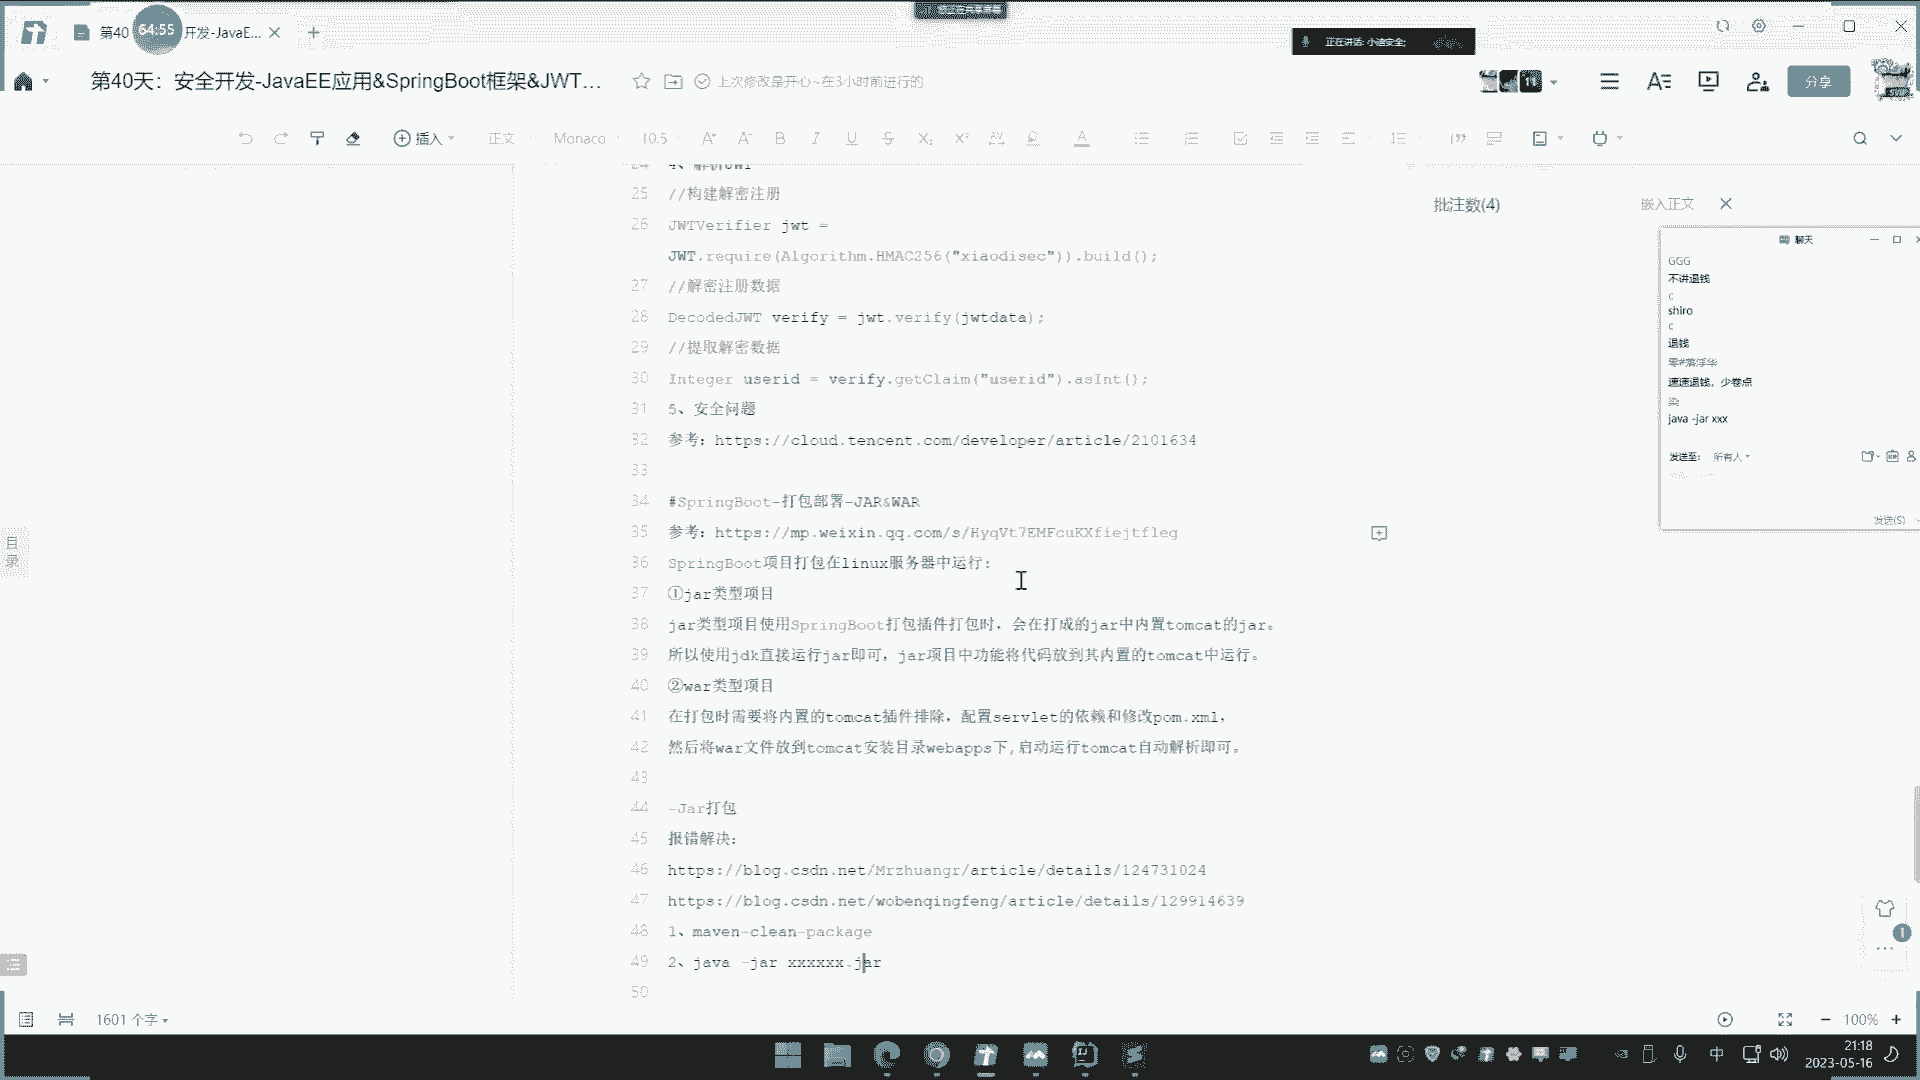 第40
64:55
开发-JavaE...
正在讲话: 小迪安全;
第40天：安全开发-JavaEE应用&SpringBoot框架&JWT...
上次修改是开心~在3小时前进行的
11
分享
插入
正文
Monaco
10.5
24 4、解析JWT
25 //构建解密注册
26 JWTVerifier jwt =
JWT.require(Algorithm.HMAC256("xiaodisec")).build();
27 //解密注册数据
28 DecodedJWT verify = jwt.verify(jwtdata);
29 //提取解密数据
30 Integer userid = verify.getClaim("userid").asInt();
31 5、安全问题
32 参考：https://cloud.tencent.com/developer/article/2101634
33
34 #SpringBoot-打包部署-JAR&WAR
35 参考：https://mp.weixin.qq.com/s/HyqVt7EMFcuKXfiejtfleg
36 SpringBoot项目打包在linux服务器中运行：
37 ①jar类型项目
38 jar类型项目使用SpringBoot打包插件打包时，会在打成的jar中内置tomcat的jar。
39 所以使用jdk直接运行jar即可，jar项目中功能将代码放到其内置的tomcat中运行。
40 ②war类型项目
41 在打包时需要将内置的tomcat插件排除，配置servlet的依赖和修改pom.xml，
42 然后将war文件放到tomcat安装目录webapps下,启动运行tomcat自动解析即可。
43
44 -Jar打包
45 报错解决：
46 https://blog.csdn.net/Mrzhuangr/article/details/124731024
47 https://blog.csdn.net/wobenqingfeng/article/details/129914639
48 1、maven-clean-package
49 2、java -jar xxxxxx.jar
50
批注数(4)
嵌入正文
聊天
GGG
不讲退钱
c
shiro
c
退钱
零#落浮华
速速退钱，少卷点
染
java -jar xxx
发送至：
所有人
发送(S)
目录
1
1601 个字
100%
中
21:18
2023-05-16